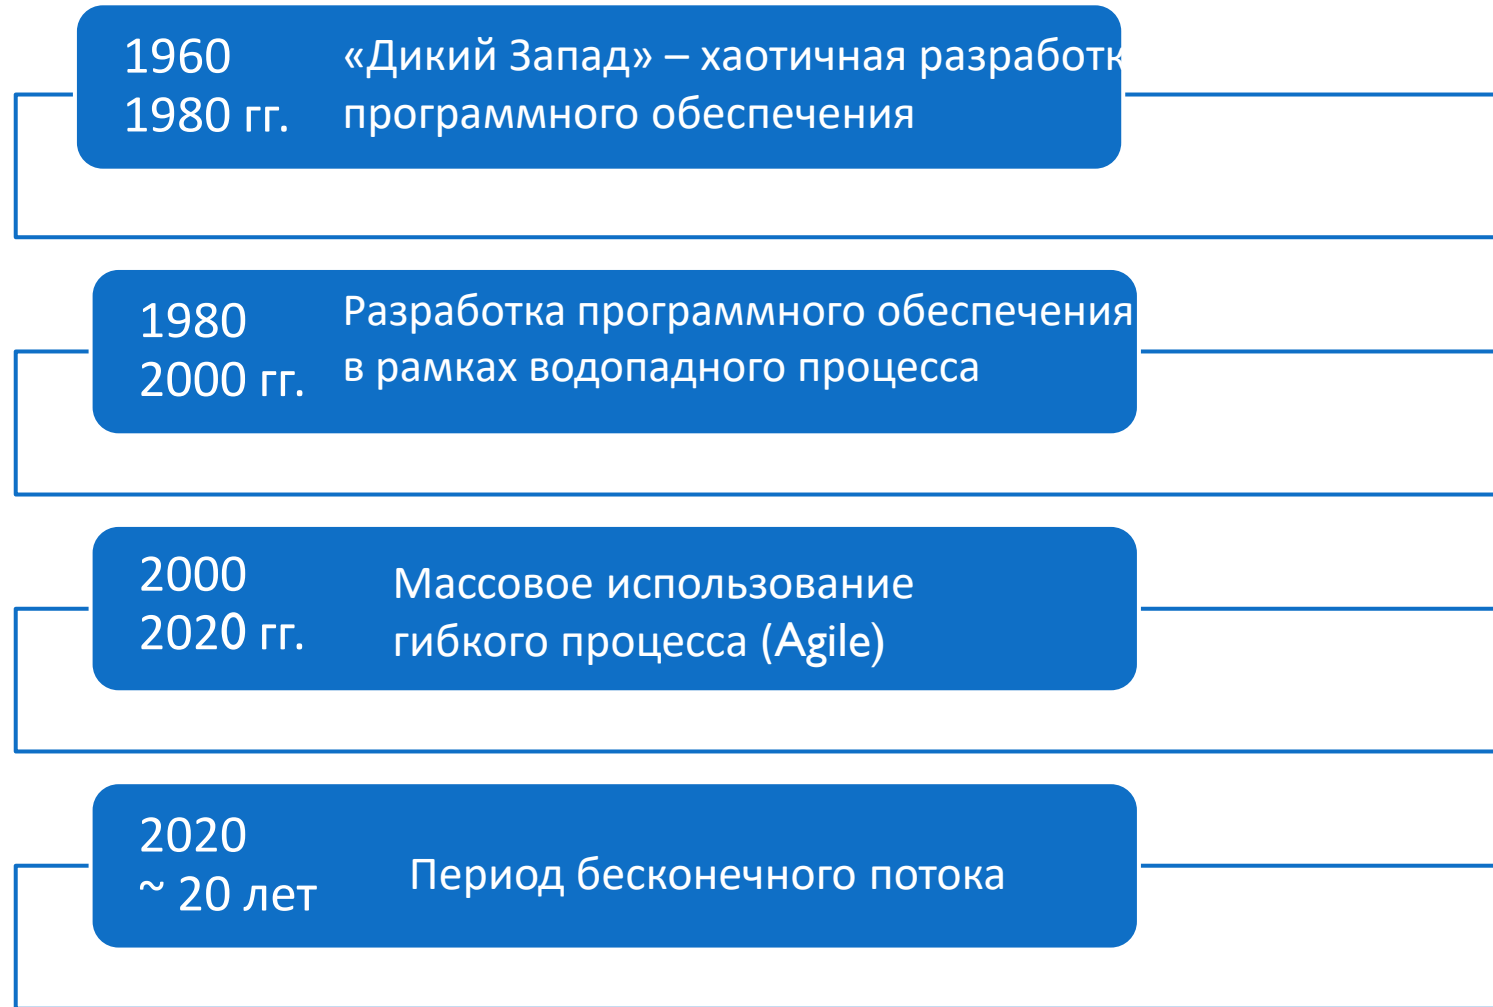 1960
1980 гг.
«Дикий Запад» – хаотичная разработк
программного обеспечения
1980
2000 гг.
Разработка программного обеспечения
в рамках водопадного процесса
2000
2020 гг.
Массовое использование
гибкого процесса (Agile)
2020
~ 20 лет
Период бесконечного потока